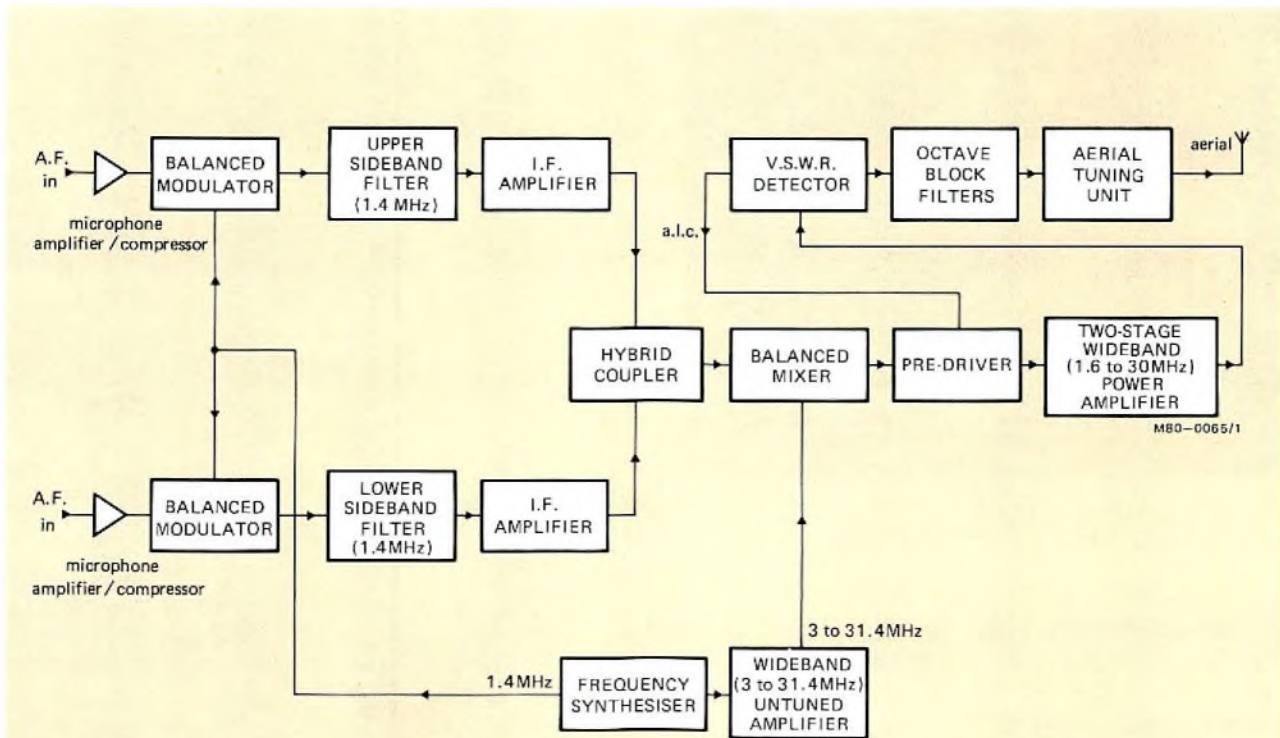 A.F.
in
microphone
amplifier/compressor
BALANCED
MODULATOR
UPPER
SIDEBAND
FILTER
(1.4 MHz)
I.F.
AMPLIFIER
V.S.W.R.
DETECTOR
OCTAVE
BLOCK
FILTERS
AERIAL
TUNING
UNIT
aerial
a.l.c.
HYBRID
COUPLER
BALANCED
MIXER
PRE-DRIVER
TWO-STAGE
WIDEBAND
(1.6 to 30MHz)
POWER
AMPLIFIER
M80-0065/1
A.F.
in
microphone
amplifier/compressor
BALANCED
MODULATOR
LOWER
SIDEBAND
FILTER
(1.4MHz)
I.F.
AMPLIFIER
1.4MHz
FREQUENCY
SYNTHESISER
3 to 31.4MHz
WIDEBAND
(3 to 31.4MHz)
UNTUNED
AMPLIFIER